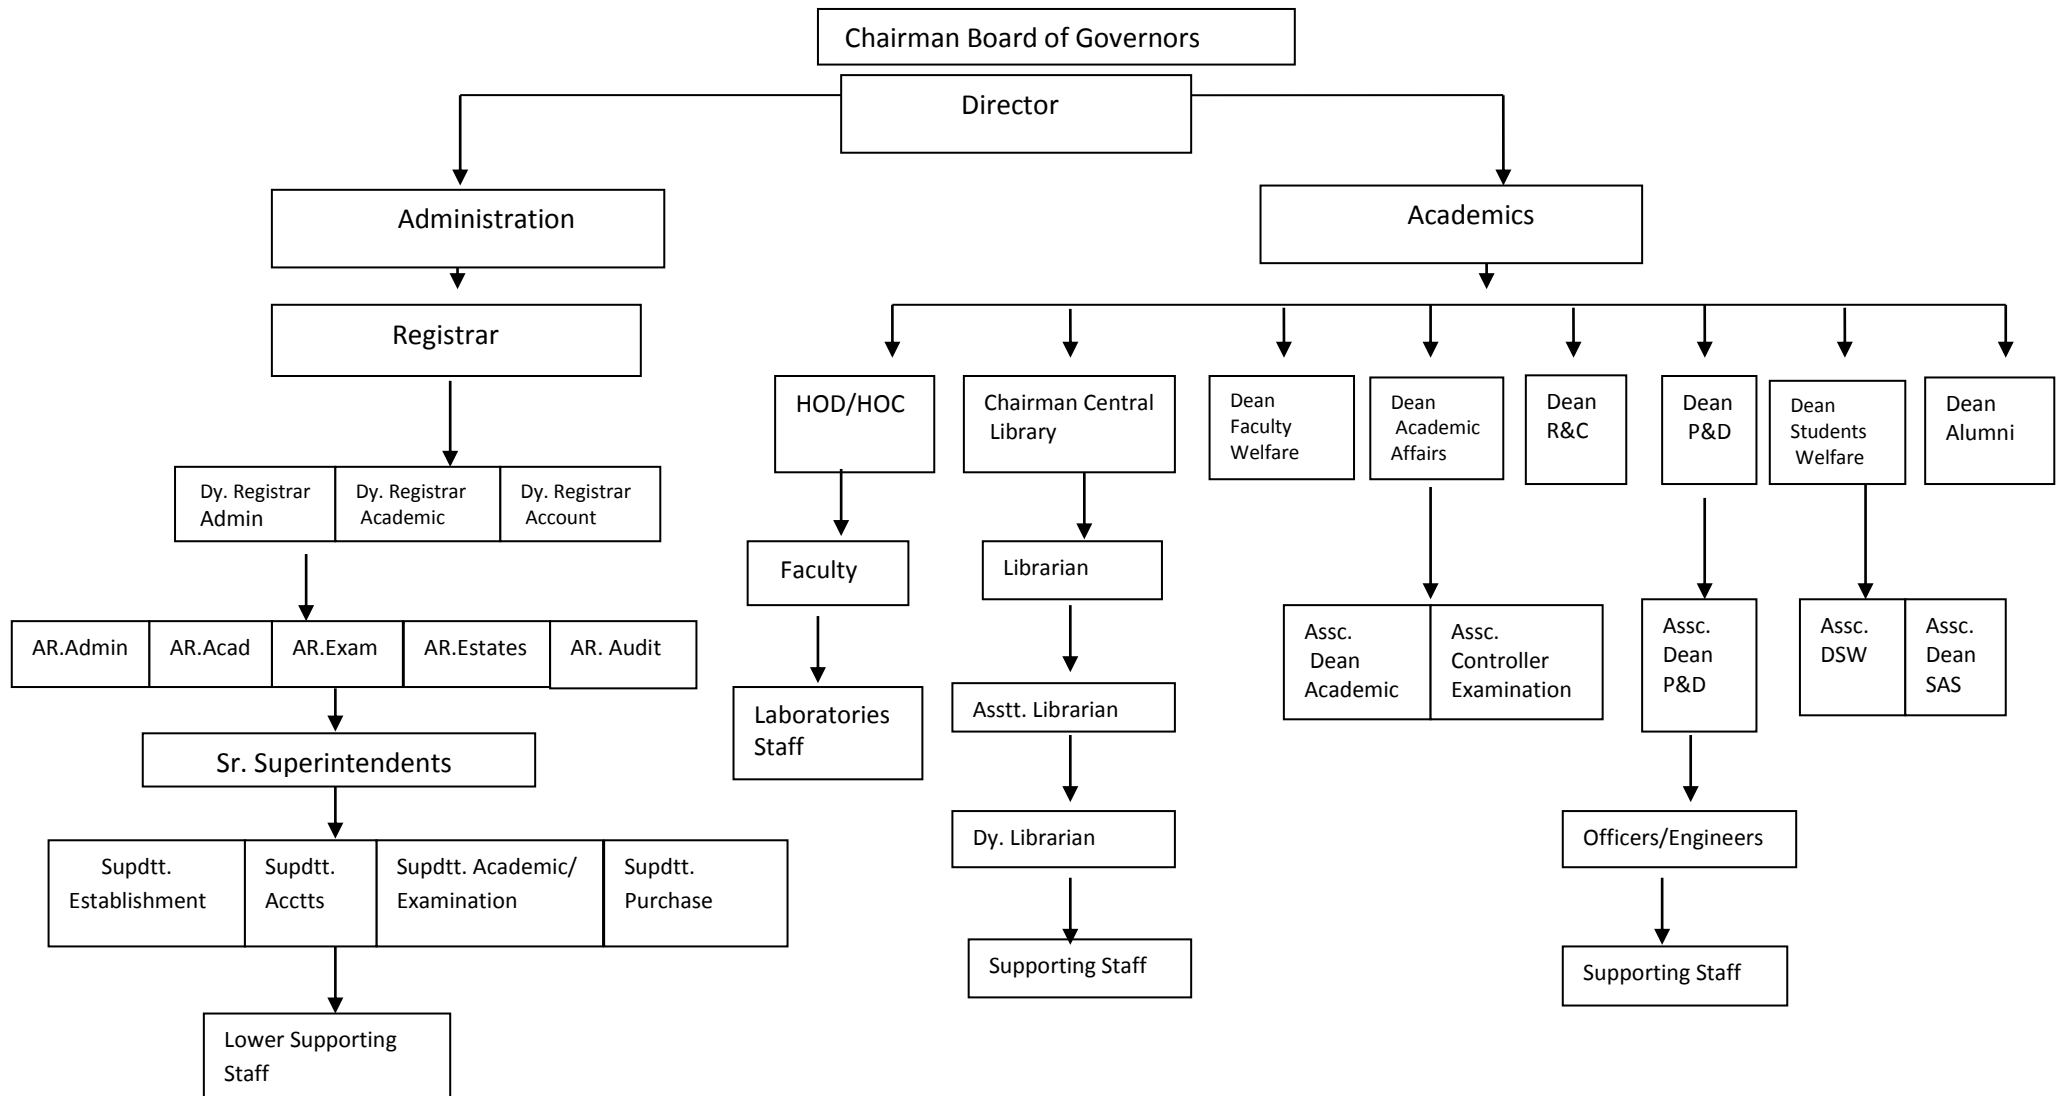 Chairman Board of Governors
Director
Administration
Academics
Registrar
HOD/HOC
Chairman Central
Library
Dean
Faculty
Welfare
Dean
Academic
Affairs
Dean
R&C
Dean
P&D
Dean
Students
Welfare
Dean
Alumni
Dy. Registrar
Admin
Dy. Registrar
Academic
Dy. Registrar
Account
Faculty
Librarian
AR.Admin
AR.Acad
AR.Exam
AR.Estates
AR. Audit
Assc.
Dean
Academic
Assc.
Controller
Examination
Assc.
Dean
P&D
Assc.
DSW
Assc.
Dean
SAS
Laboratories
Staff
Asstt. Librarian
Sr. Superintendents
Dy. Librarian
Officers/Engineers
Supdtt.
Establishment
Supdtt.
Acctts
Supdtt. Academic/
Examination
Supdtt.
Purchase
Supporting Staff
Supporting Staff
Lower Supporting
Staff